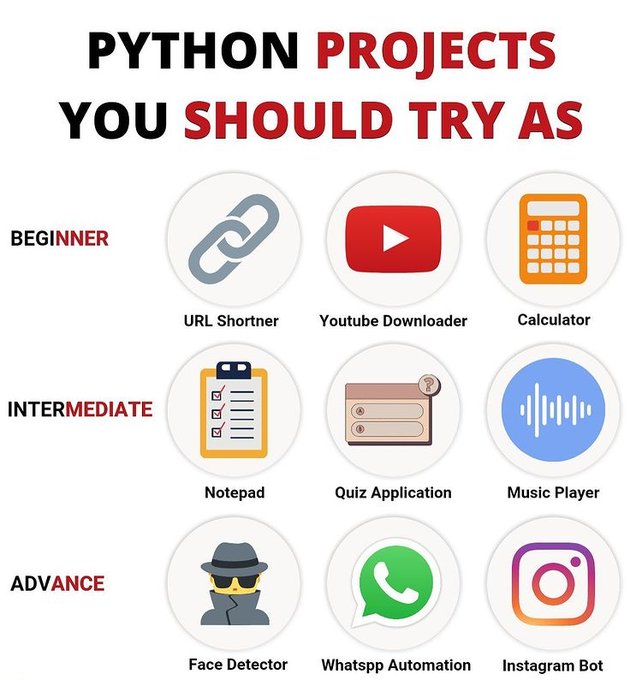 PYTHON PROJECTS
YOU SHOULD TRY AS
BEGINNER
URL Shortner
Youtube Downloader
Calculator
INTERMEDIATE
Notepad
?
A
B
Quiz Application
Music Player
ADVANCE
Face Detector
Whatspp Automation
Instagram Bot